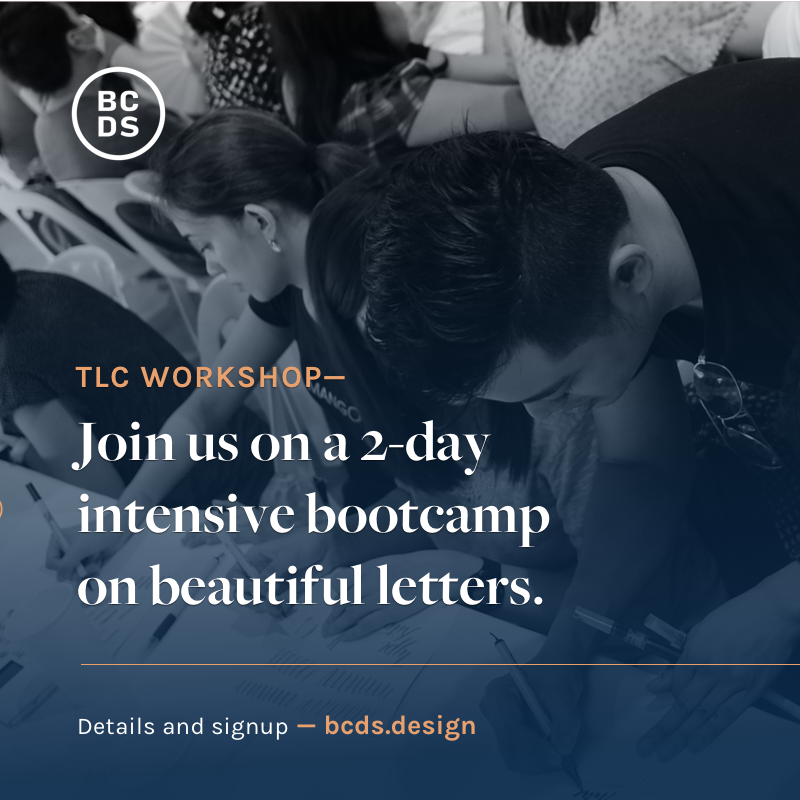 BC
DS
TLC WORKSHOP—
MANGO
Join us on a 2-day
intensive bootcamp
on beautiful letters.
Details and signup — bcds.design